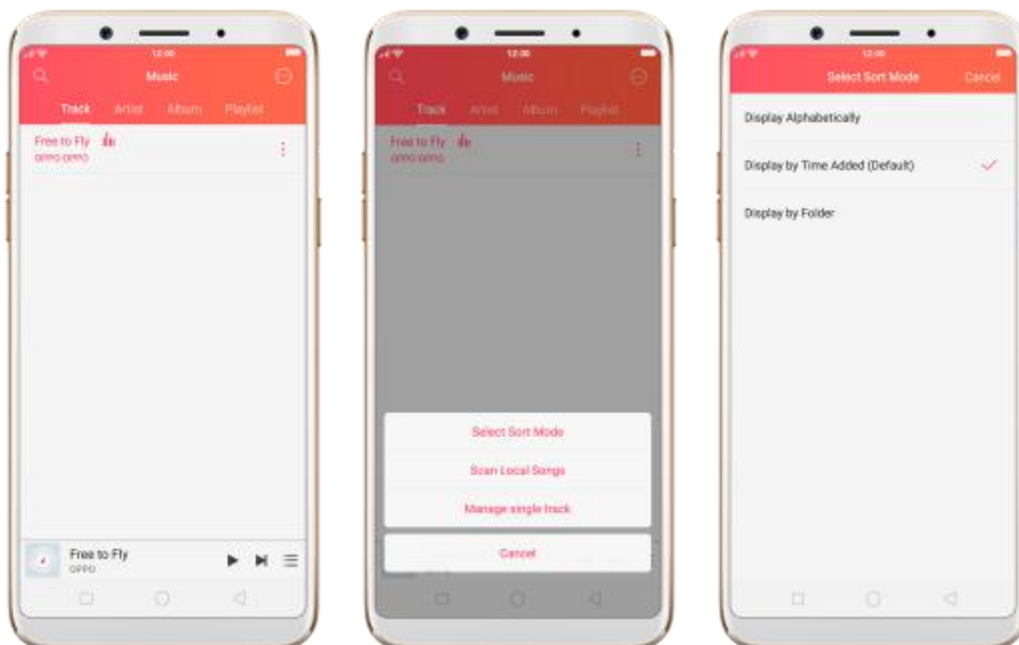 12:00
Music
Track Artist Album Playlist
Free to Fly
OPPO OPPO
Free to Fly
OPPO
12:00
Music
Track Artist Album Playlist
Free to Fly
OPPO OPPO
Select Sort Mode
Scan Local Songs
Manage single track
Cancel
12:00
Select Sort Mode Cancel
Display Alphabetically
Display by Time Added (Default)
Display by Folder